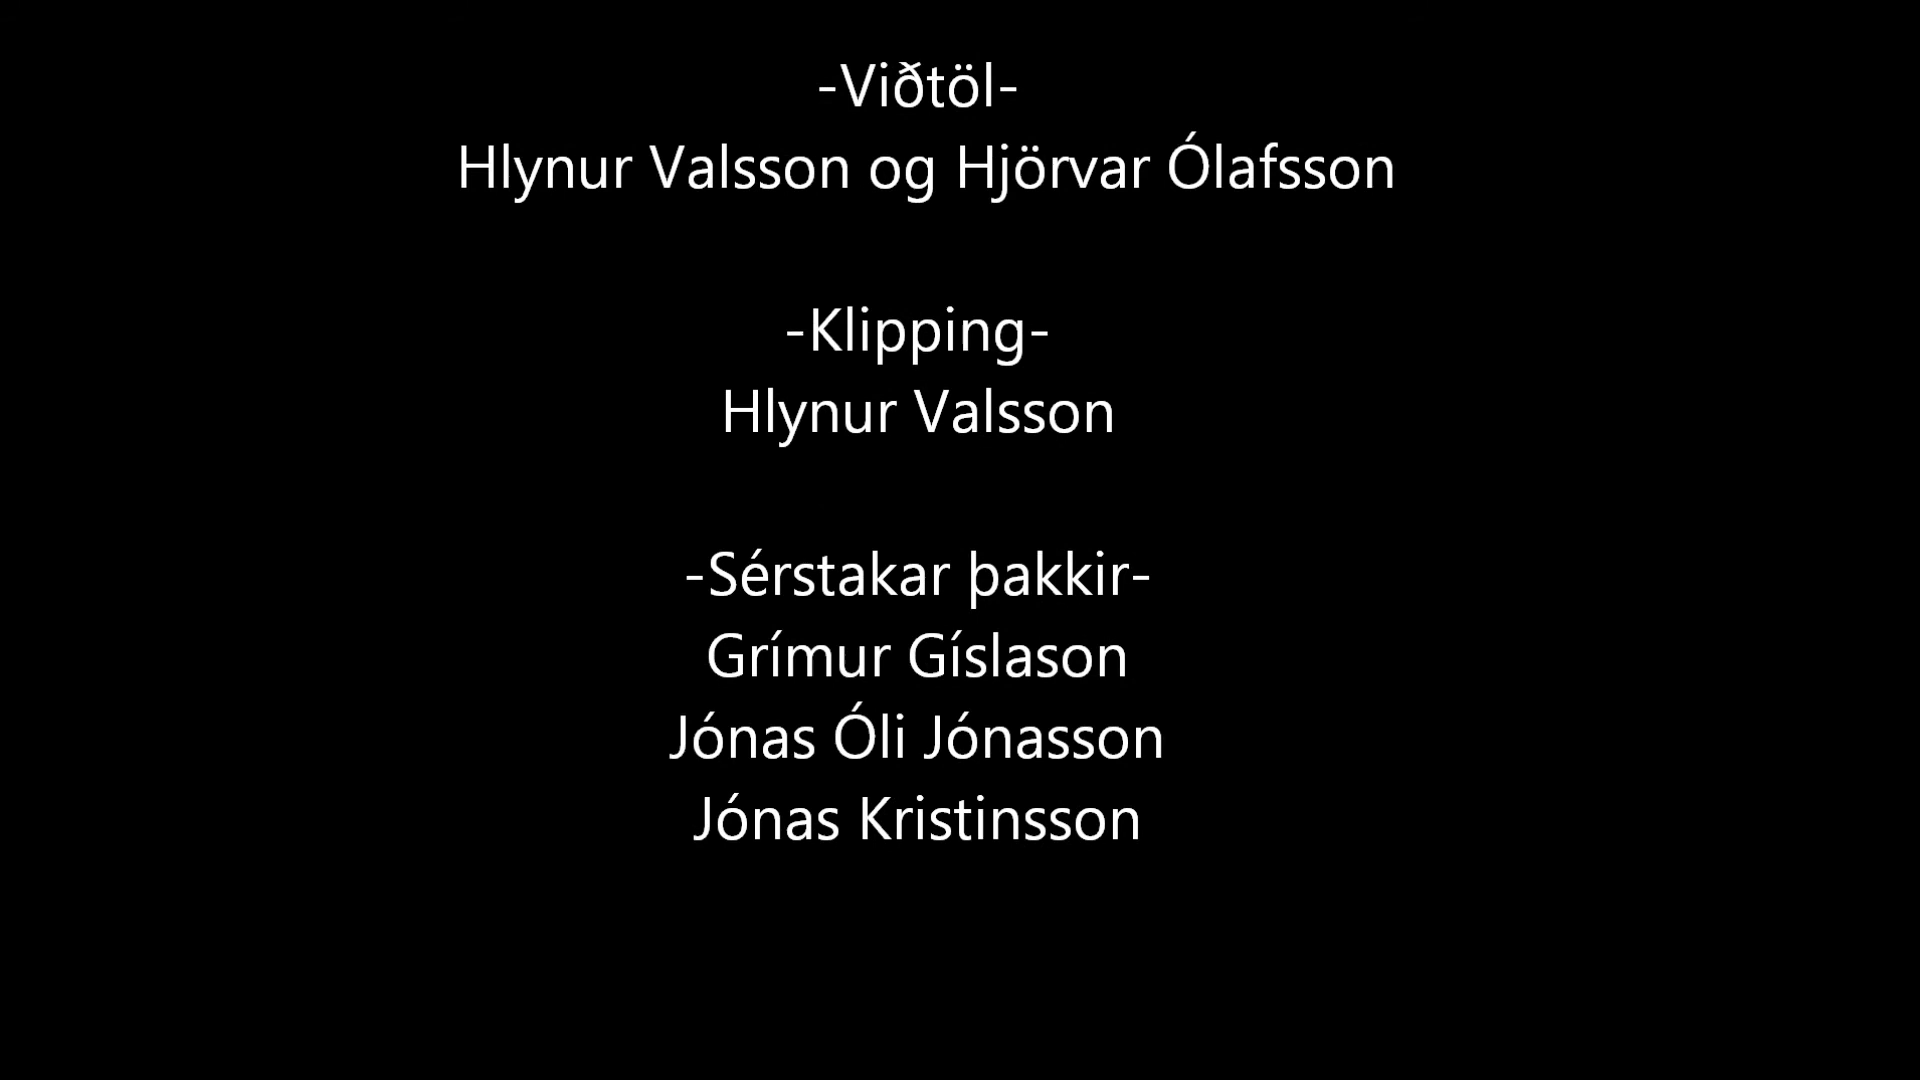 -Viðtöl-
Hlynur Valsson og Hjörvar Ólafsson
-Klipping-
Hlynur Valsson
-Sérstakar þakkir-
Grímur Gíslason
Jónas Óli Jónasson
Jónas Kristinsson